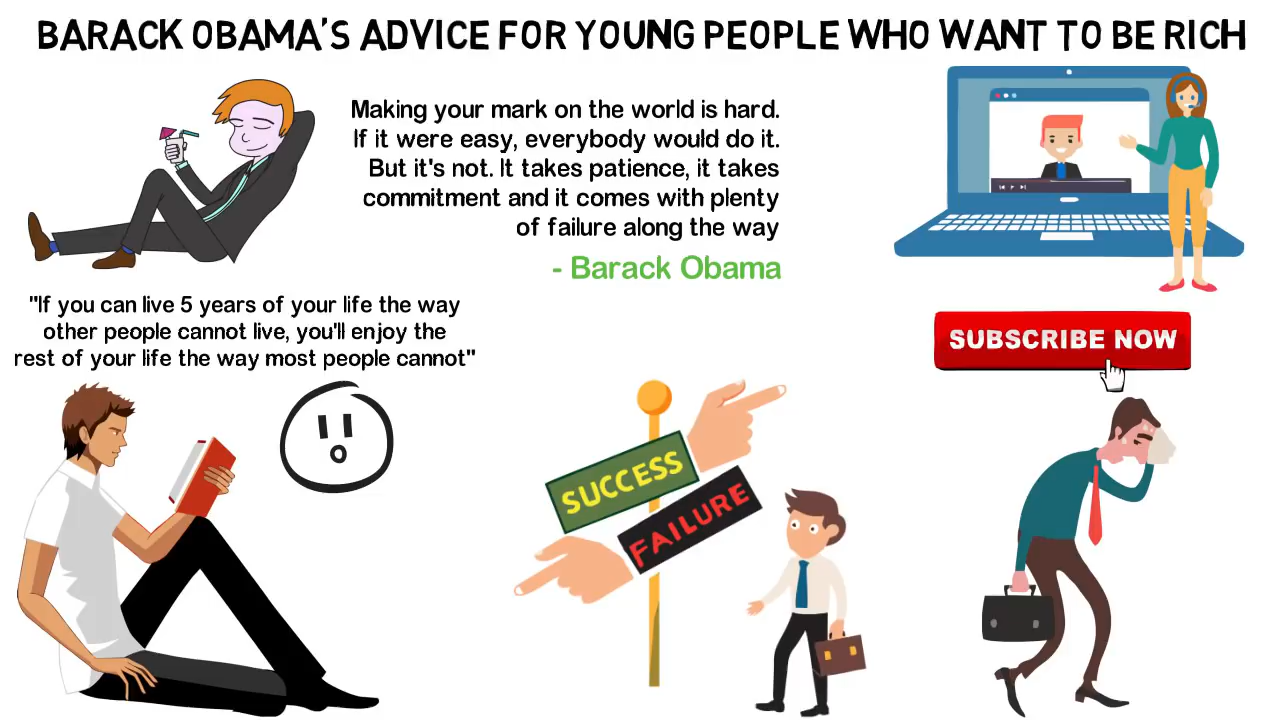 BARACK OBAMA'S ADVICE FOR YOUNG PEOPLE WHO WANT TO BE RICH
Making your mark on the world is hard.
If it were easy, everybody would do it.
But it's not. It takes patience, it takes
commitment and it comes with plenty
of failure along the way
- Barack Obama
"If you can live 5 years of your life the way
other people cannot live, you'll enjoy the
rest of your life the way most people cannot"
SUBSCRIBE NOW
SUCCESS
FAILURE